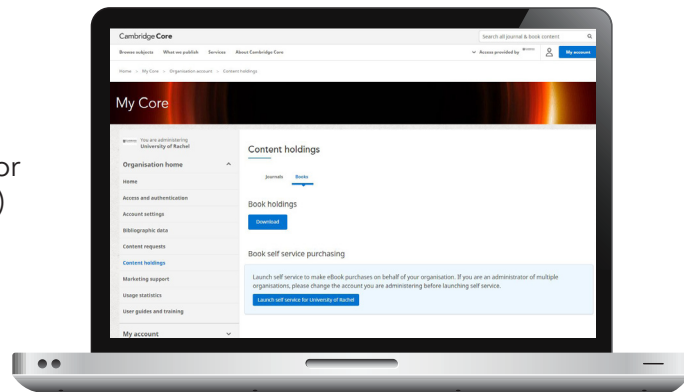 or
)
Cambridge Core
Search all journal & book content
Browse subjects What we publish Services About Cambridge Core
Access provided by
My account
Home > My Core > Organisation account > Content holdings
My Core
You are administering
University of Rachel
Organisation home
Home
Access and authentication
Account settings
Bibliographic data
Content requests
Content holdings
Marketing support
Usage statistics
User guides and training
My account
Content holdings
Journals Books
Book holdings
Download
Book self service purchasing
Launch self service to make eBook purchases on behalf of your organisation. If you are an administrator of multiple
organisations, please change the account you are administering before launching self service.
Launch self service for University of Rachel